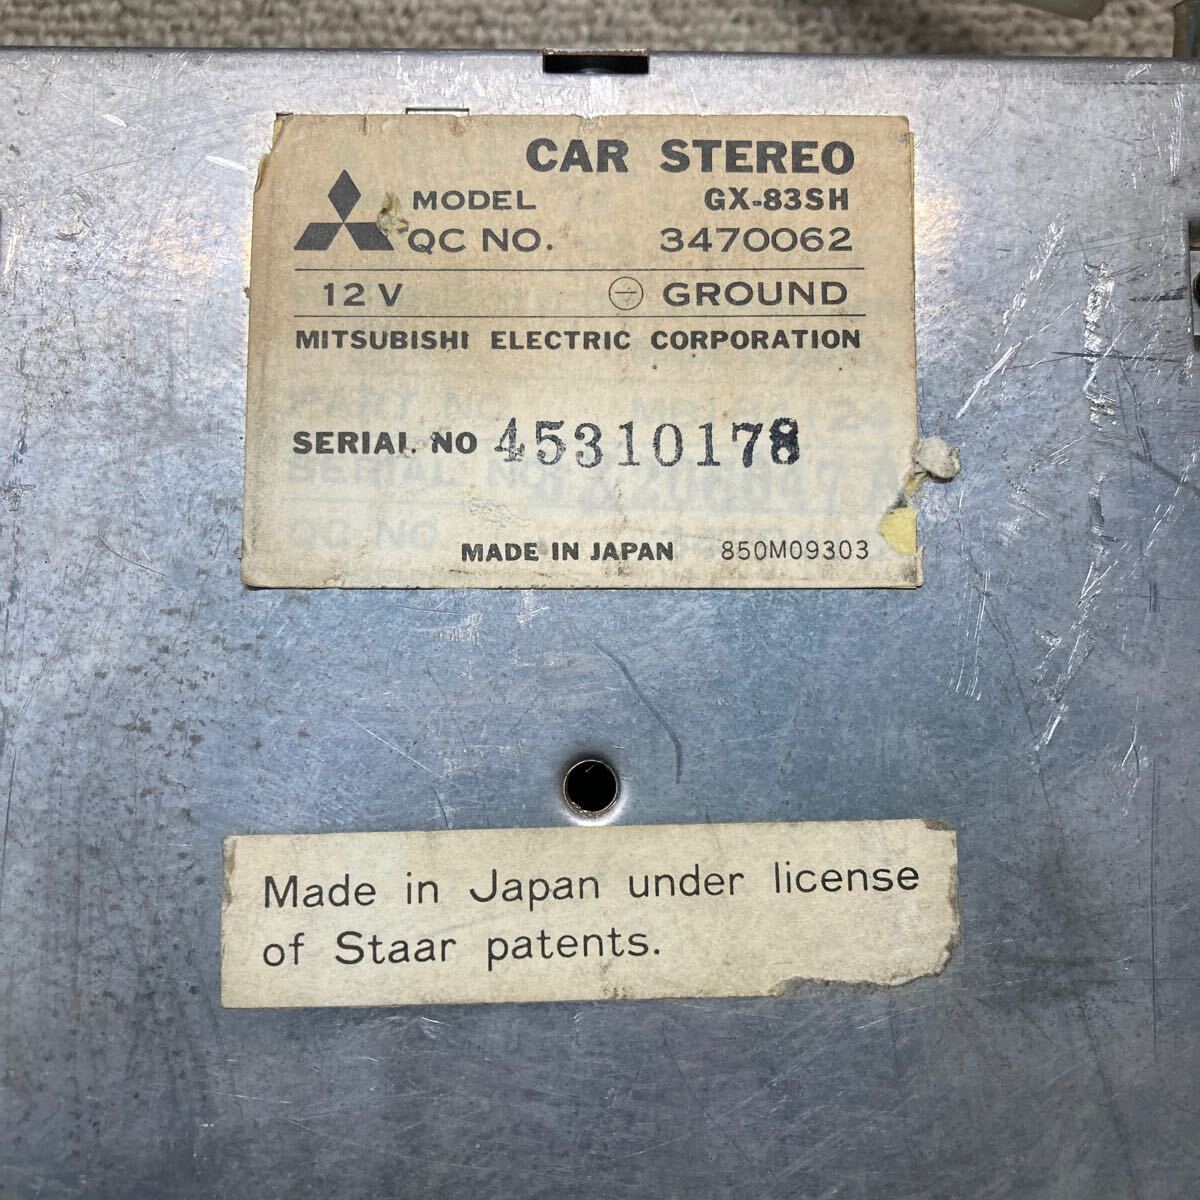 CAR STEREO
MODEL GX-83SH
QC NO. 3470062
12 V ⊖ GROUND
MITSUBISHI ELECTRIC CORPORATION
SERIAL NO 45310178
MADE IN JAPAN 850M09303
Made in Japan under license
of Staar patents.